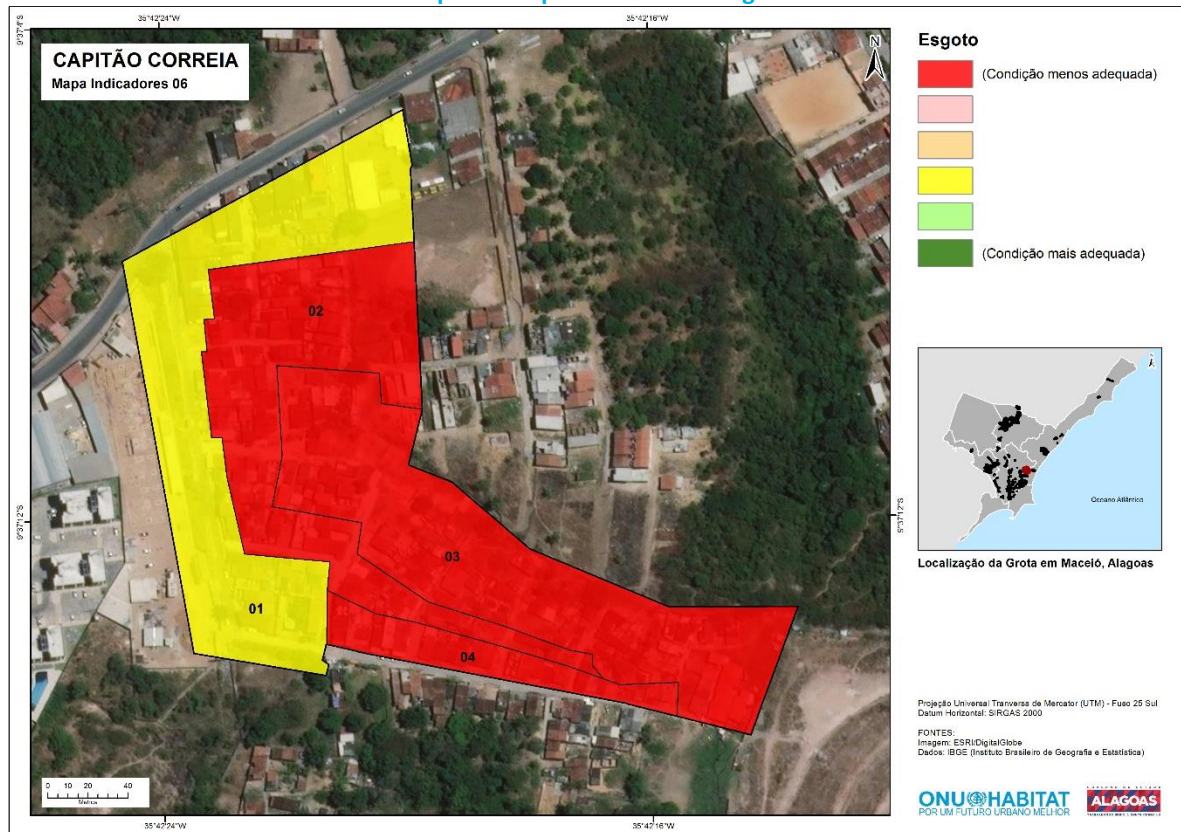 35°42'24"W
35°42'16"W
CAPITÃO CORREIA
Mapa Indicadores 06
N
01
02
03
04
0 10 20 40
Metros
9°37'4"S
9°37'12"S
35°42'24"W
35°42'16"W
Esgoto
(Condição menos adequada)
(Condição mais adequada)
Oceano Atlântico
Localização da Grota em Maceió, Alagoas
Projeção Universal Tranversa de Mercator (UTM) - Fuso 25 Sul
Datum Horizontal: SIRGAS 2000
FONTES:
Imagem: ESRI/DigitalGlobe
Dados: IBGE (Instituto Brasileiro de Geografia e Estatística)
ONU HABITAT
POR UM FUTURO URBANO MELHOR
ALAGOAS